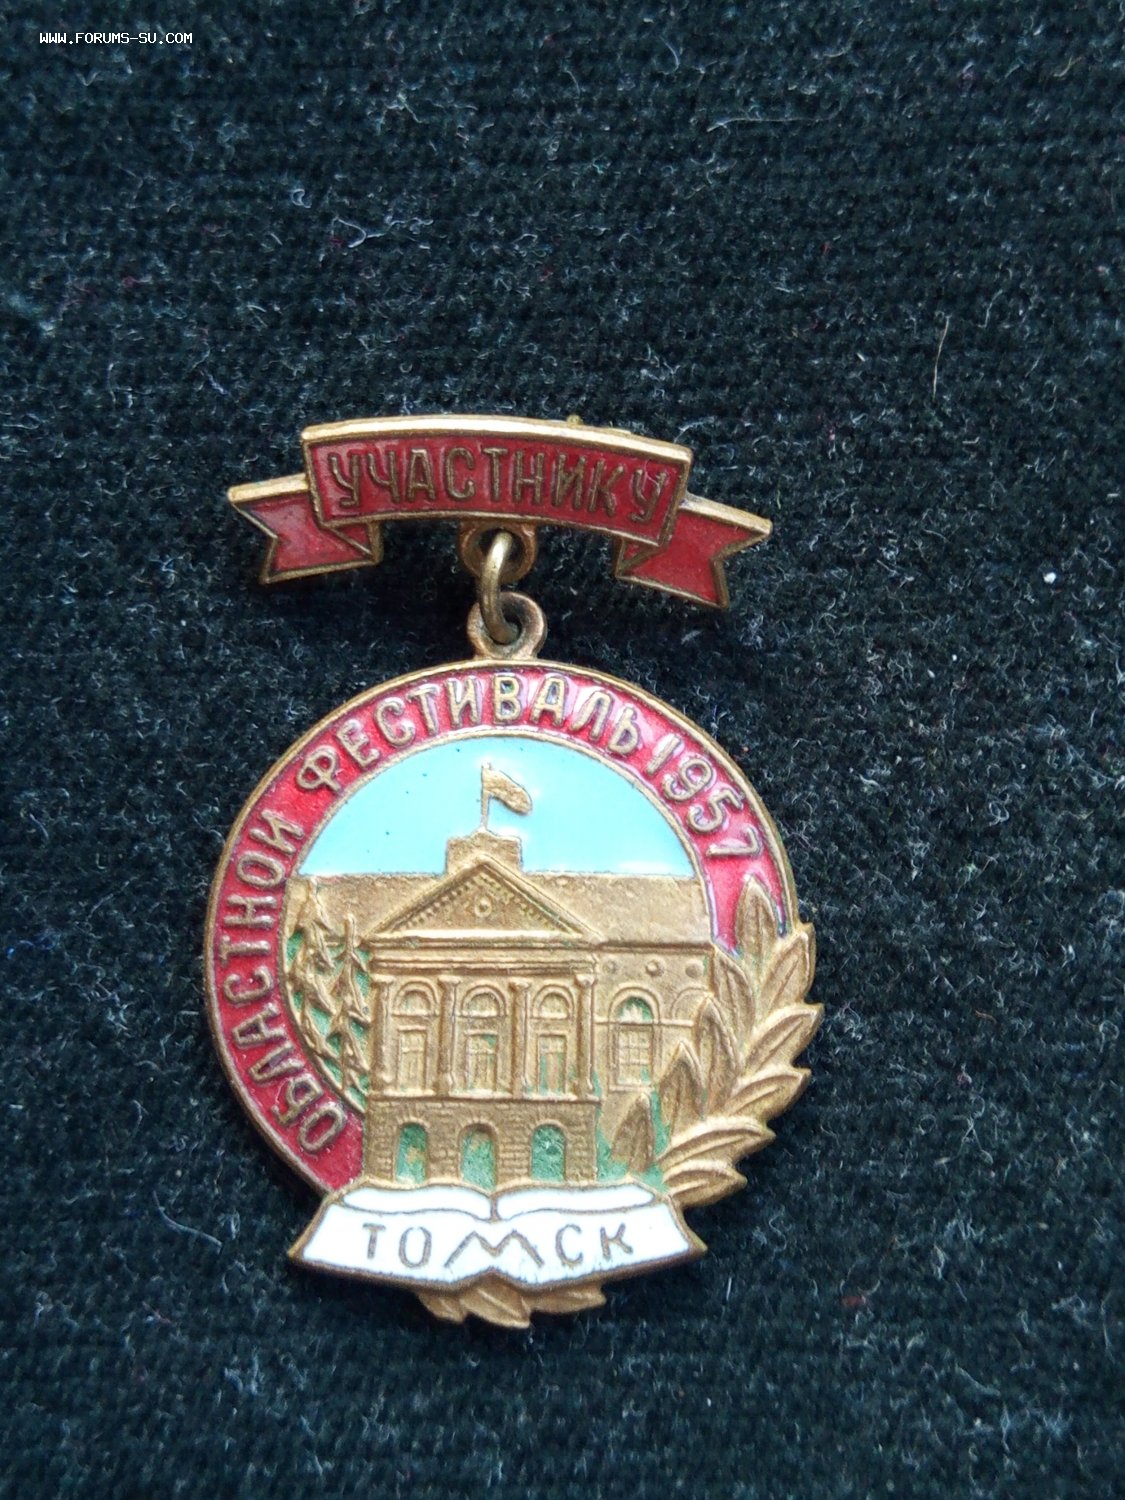 WWW.FORUMS-SU.COM
УЧАСТНИКУ
ОБЛАСТНОЙ ФЕСТИВАЛЬ 1957
ТОМСК